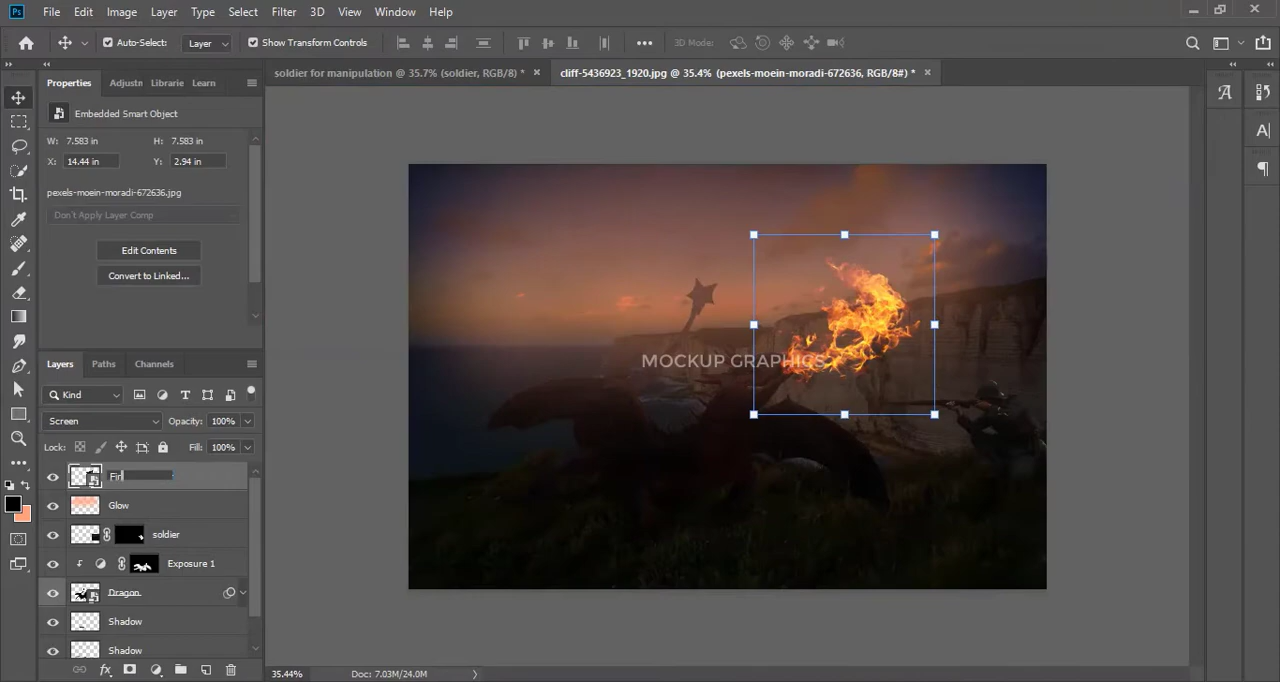 Ps File Edit Image Layer Type Select Filter 3D View Window Help
Auto-Select: Layer Show Transform Controls 3D Mode:
soldier for manipulation @ 35.7% (soldier, RGB/8) * × cliff-5436923_1920.jpg @ 35.4% (pexels-moein-moradi-672636, RGB/8#) * ×
Properties Adjustn Librarie Learn
Embedded Smart Object
W: 7.583 in H: 7.583 in
X: 14.44 in Y: 2.94 in
pexels-moein-moradi-672636.jpg
Don't Apply Layer Comp
Edit Contents
Convert to Linked...
MOCKUP GRAPHICS
Layers Paths Channels
Kind
Screen Opacity: 100%
Lock: Fill: 100%
Fir
Glow
soldier
Exposure 1
Dragon
Shadow
Shadow
35.44% Doc: 7.03M/24.0M